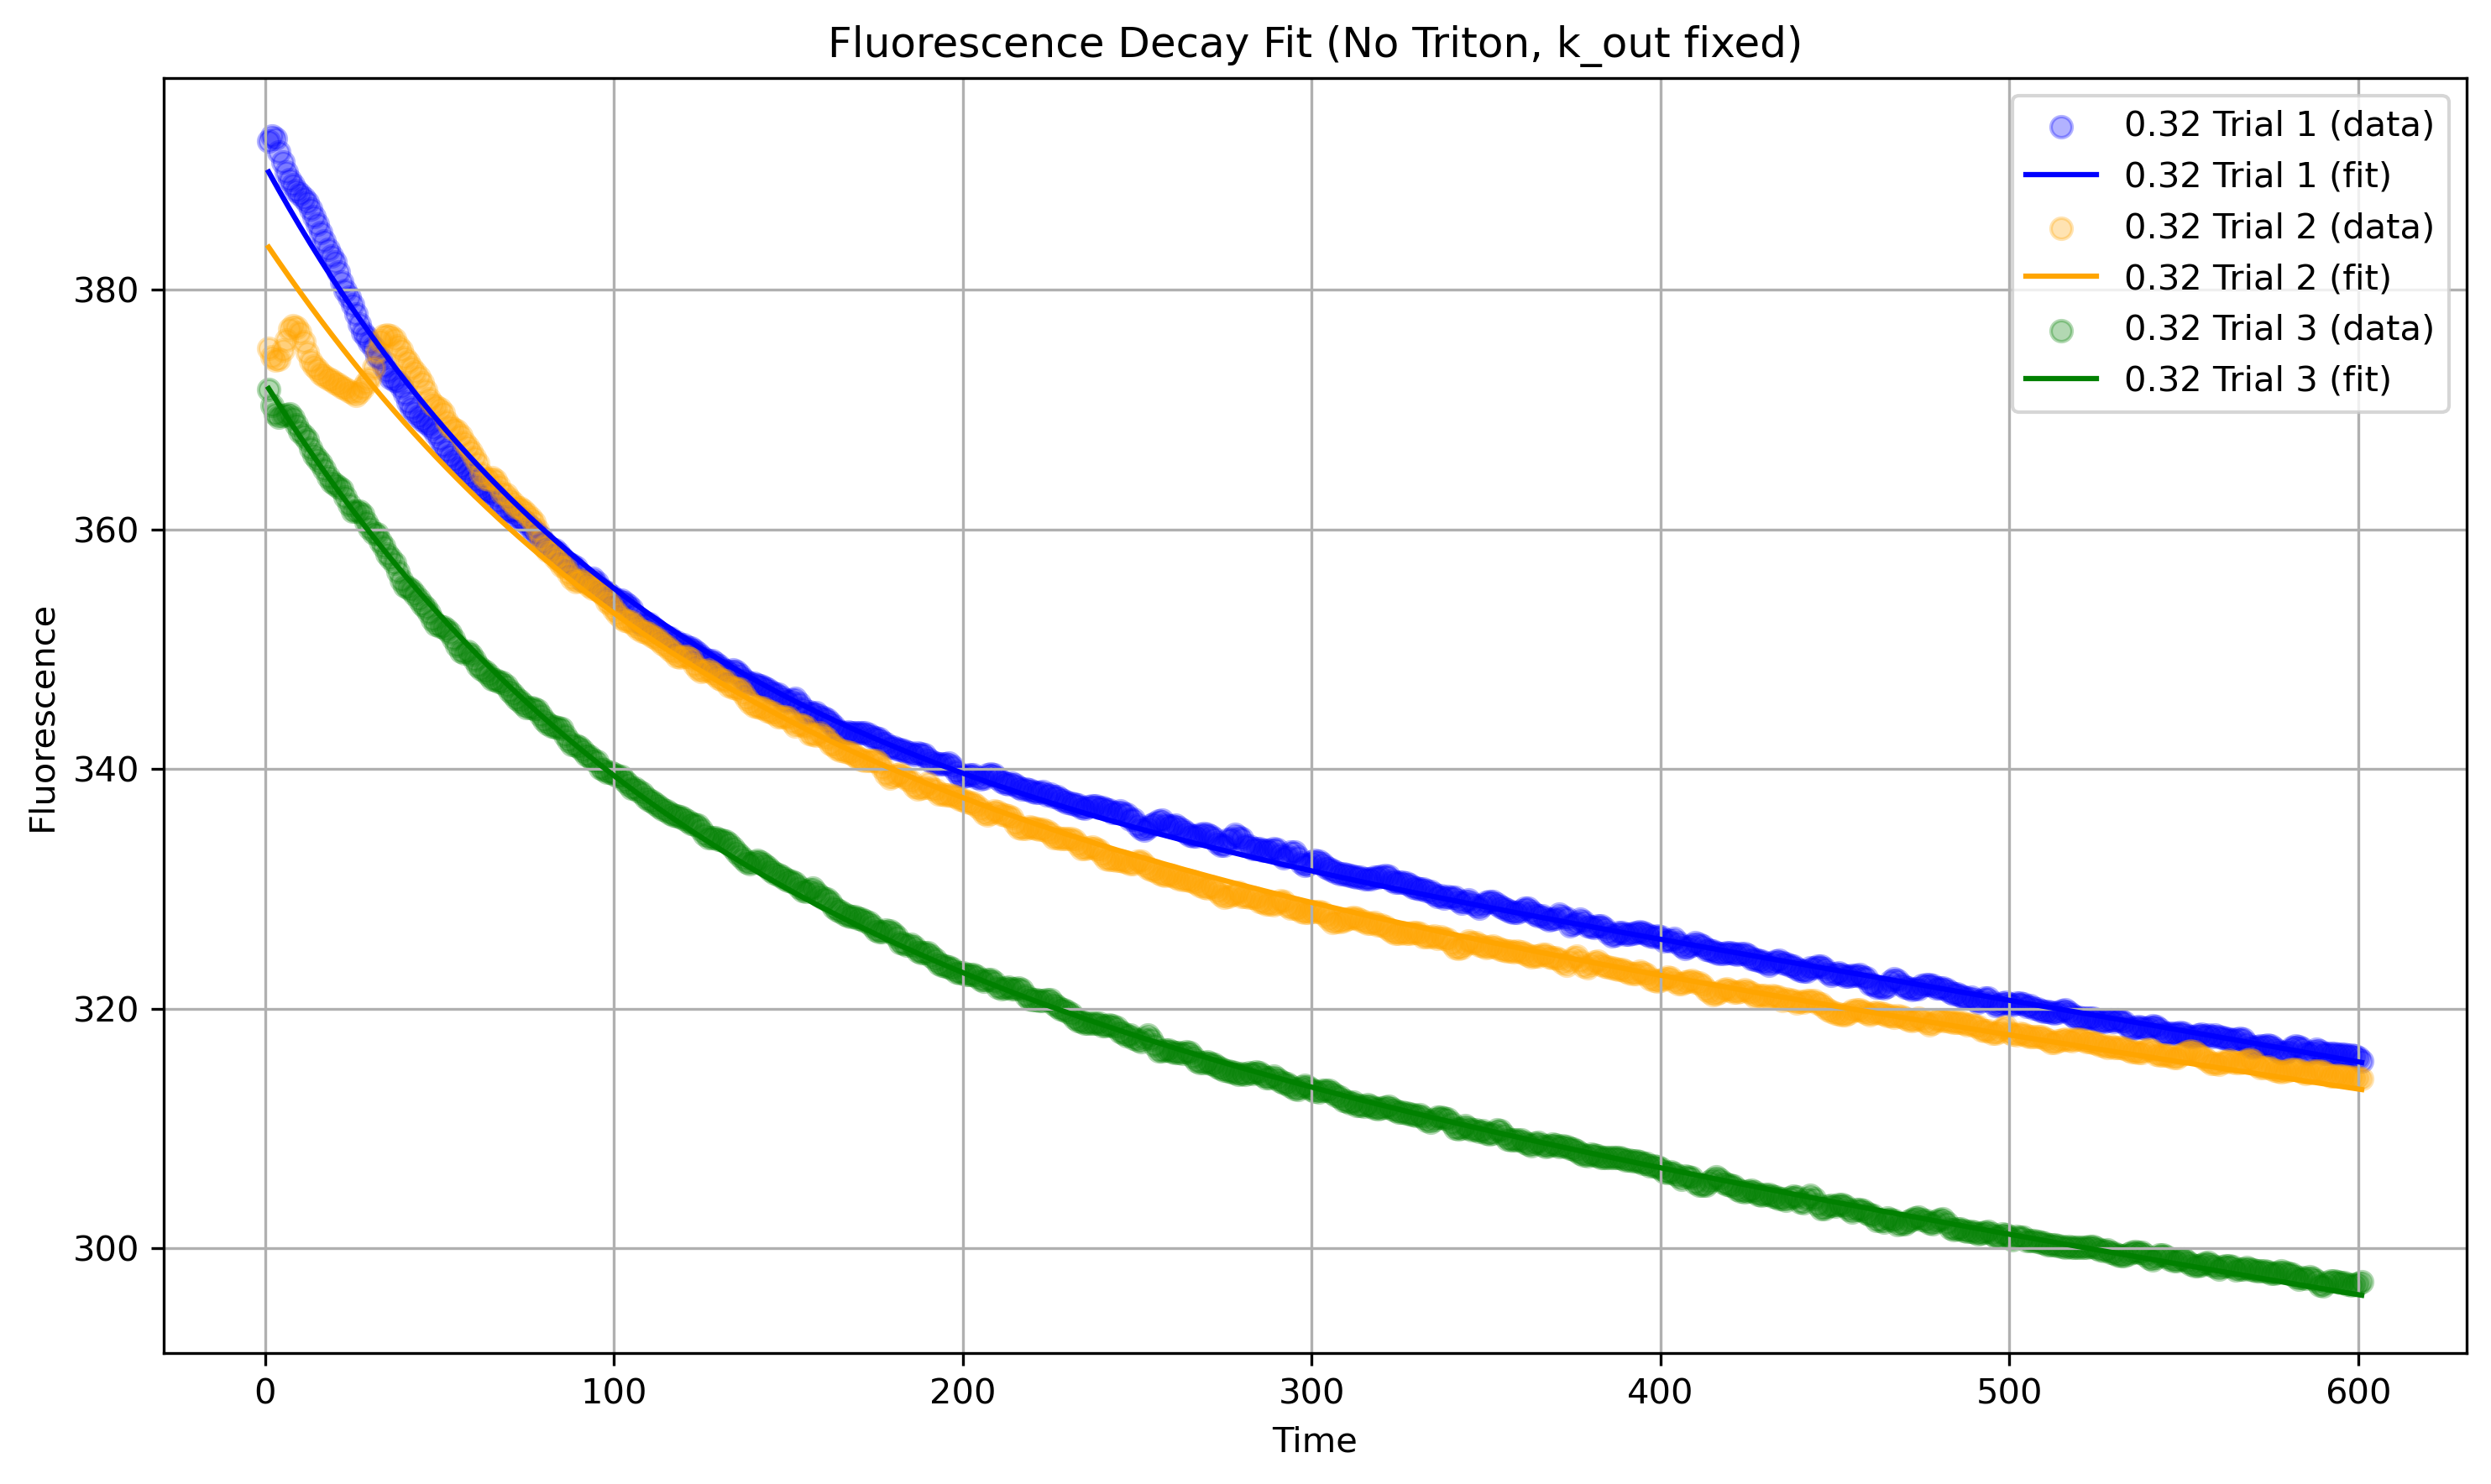 Fluorescence Decay Fit (No Triton, k_out fixed)
0.32 Trial 1 (data)
0.32 Trial 1 (fit)
0.32 Trial 2 (data)
0.32 Trial 2 (fit)
0.32 Trial 3 (data)
0.32 Trial 3 (fit)
Fluorescence
380
360
340
320
300
0 100 200 300 400 500 600
Time